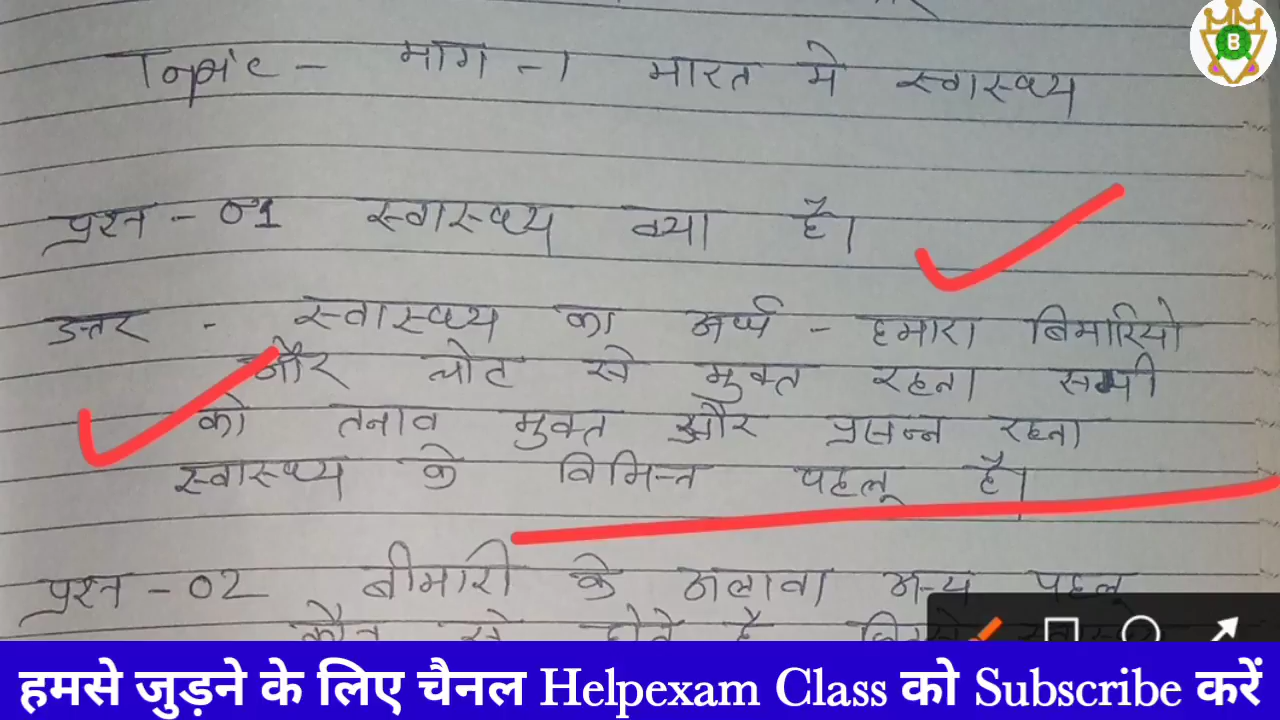 Topic - भाग -1 भारत मे स्वास्थ्य
B
प्रश्न - 01 स्वास्थ्य क्या है।
उत्तर - स्वास्थ्य का अर्थ - हमारा बिमारियो
और चोट से मुक्त रहना सभी
को तनाव मुक्त और प्रसन्न रहना
स्वास्थ्य के विभिन्न पहलू है।
प्रश्न - 02 बीमारी के अलावा अन्य पहलू
कौन से होते है
हमसे जुड़ने के लिए चैनल Helpexam Class को Subscribe करें